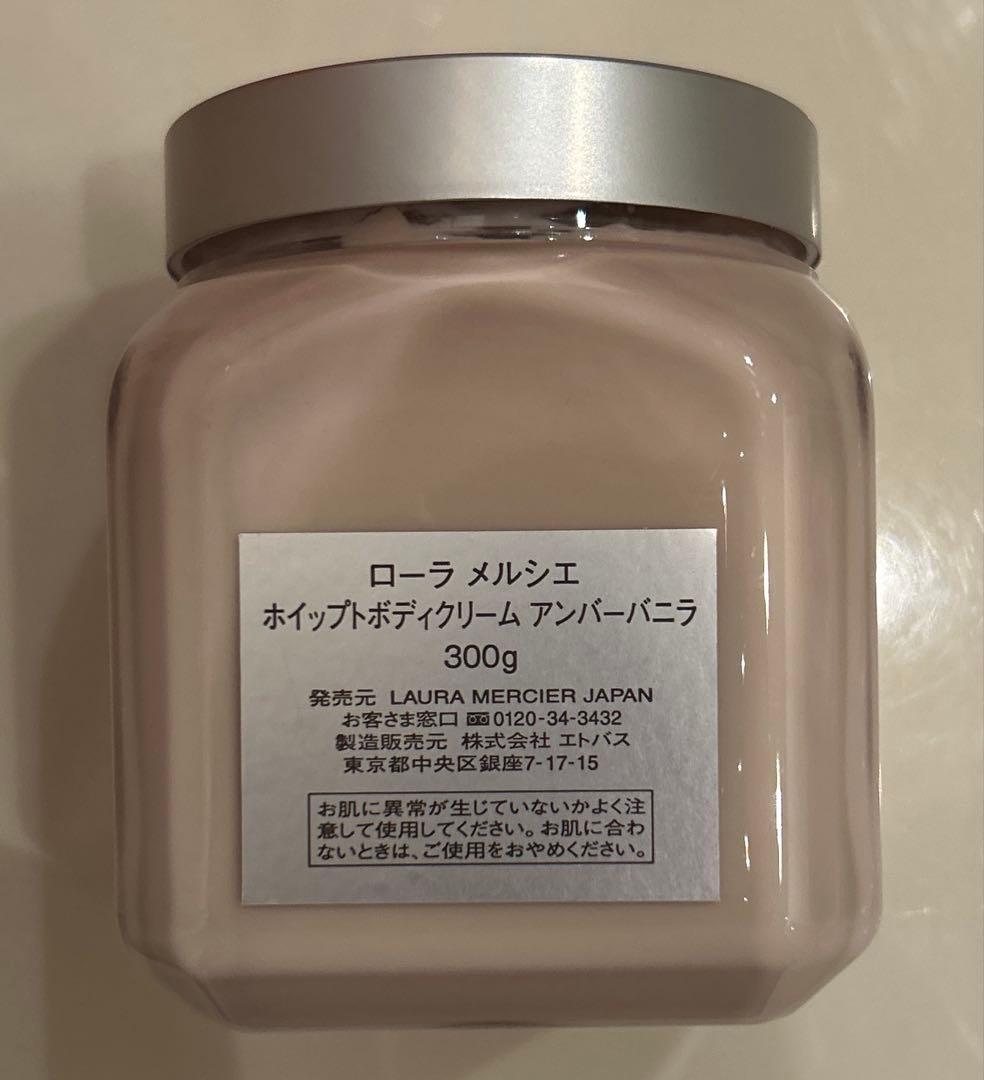 ローラ メルシエ
ホイップトボディクリーム アンバーバニラ
300g
発売元 LAURA MERCIER JAPAN
お客さま窓口 0120-34-3432
製造販売元 株式会社 エトバス
東京都中央区銀座7-17-15
お肌に異常が生じていないかよく注
意して使用してください。お肌に合わ
ないときは、ご使用をおやめください。